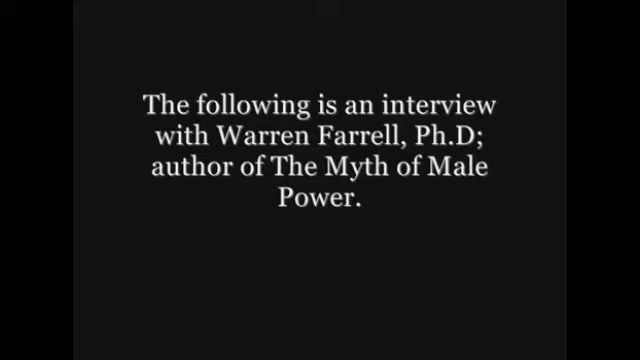 The following is an interview
with Warren Farrell, Ph.D;
author of The Myth of Male
Power.